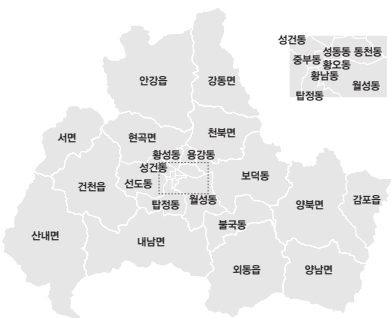 성건동
성동동 동천동
중부동
황오동
황남동
월성동
탑정동
안강읍
강동면
서면
현곡면
천북면
황성동 용강동
성건동
건천읍
선도동
보덕동
탑정동
월성동
양북면
감포읍
산내면
내남면
불국동
외동읍
양남면